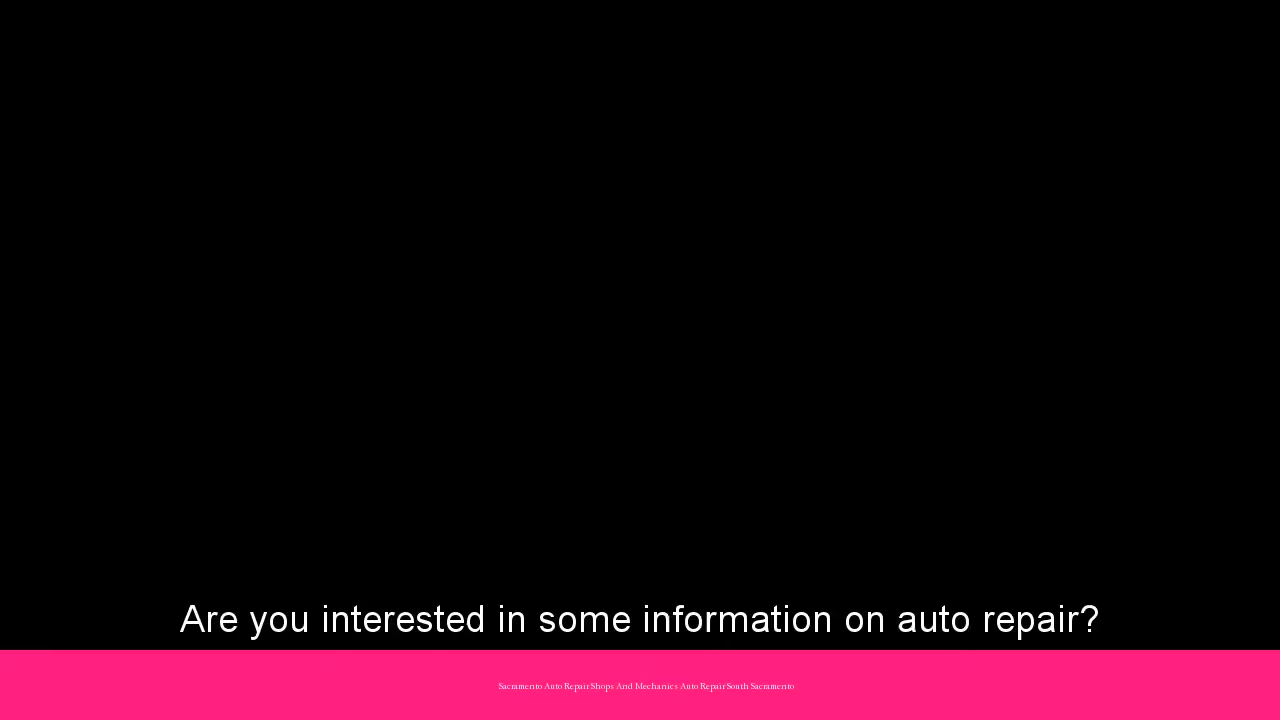 Are you interested in some information on auto repair?
Sacramento Auto Repair Shops And Mechanics Auto Repair South Sacramento